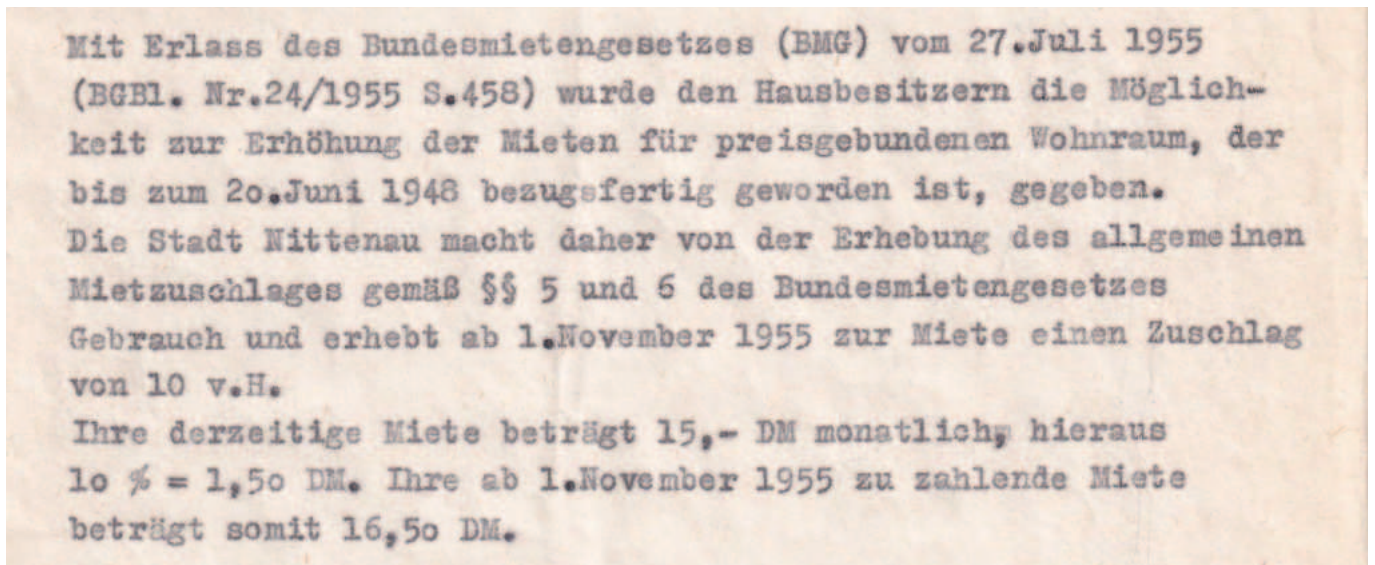 Mit Erlass des Bundesmietengesetzes (BMG) vom 27.Juli 1955
(BGBl. Nr.24/1955 S.458) wurde den Hausbesitzern die Möglich-
keit zur Erhöhung der Mieten für preisgebundenen Wohnraum, der
bis zum 2o.Juni 1948 bezugsfertig geworden ist, gegeben.
Die Stadt Nittenau macht daher von der Erhebung des allgemeinen
Mietzuschlages gemäß §§ 5 und 6 des Bundesmietengesetzes
Gebrauch und erhebt ab 1.November 1955 zur Miete einen Zuschlag
von 10 v.H.
Ihre derzeitige Miete beträgt 15,- DM monatlich, hieraus
1o % = 1,5o DM. Ihre ab 1.November 1955 zu zahlende Miete
beträgt somit 16,5o DM.